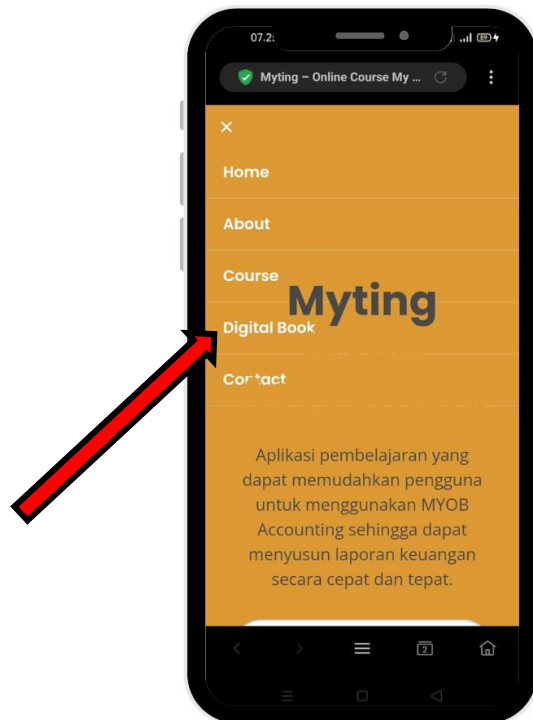 07.2
89
Myting – Online Course My ...
Home
About
Course
Myting
Digital Book
Contact
Aplikasi pembelajaran yang
dapat memudahkan pengguna
untuk menggunakan MYOB
Accounting sehingga dapat
menyusun laporan keuangan
secara cepat dan tepat.
2